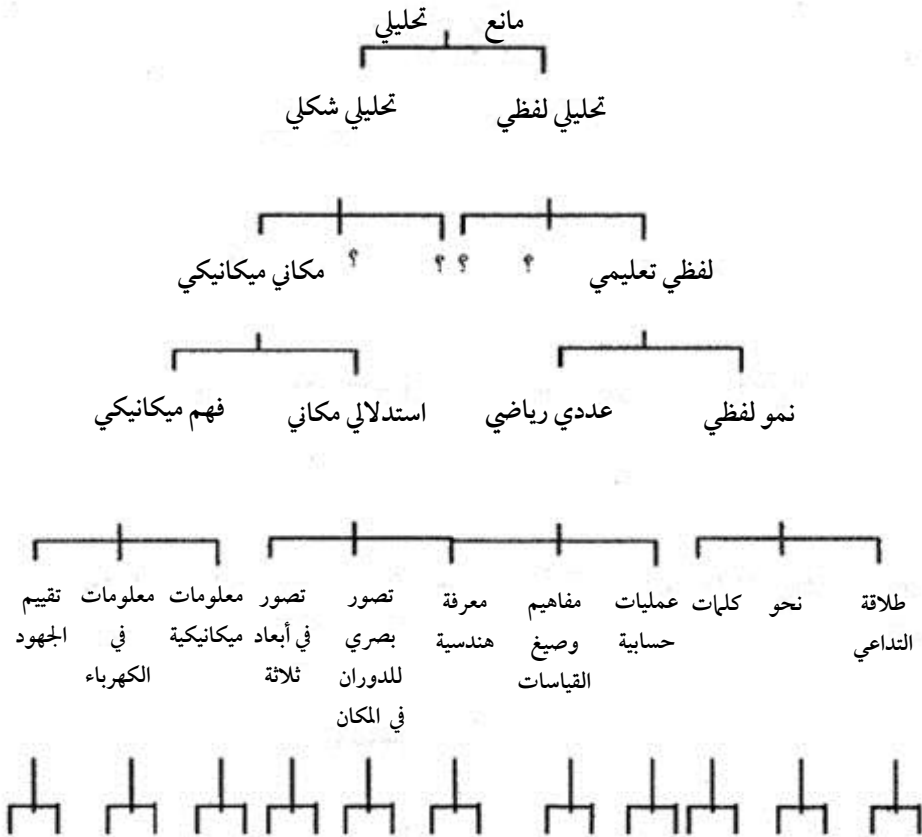 مانع تحليلي
تحليلي لفظي تحليلي شكلي
لفظي تعليمي ؟ ؟ ؟ ؟ مكاني ميكانيكي
نمو لفظي عددي رياضي استدلالي مكاني فهم ميكانيكي
طلاقة نحو كلمات عمليات مفاهيم معرفة تصور تصور معلومات معلومات تقييم
التداعي حسابية وصيغ هندسية بصري في أبعاد ميكانيكية في الجهود
القياسات للدوران ثلاثة الكهرباء
في المكان